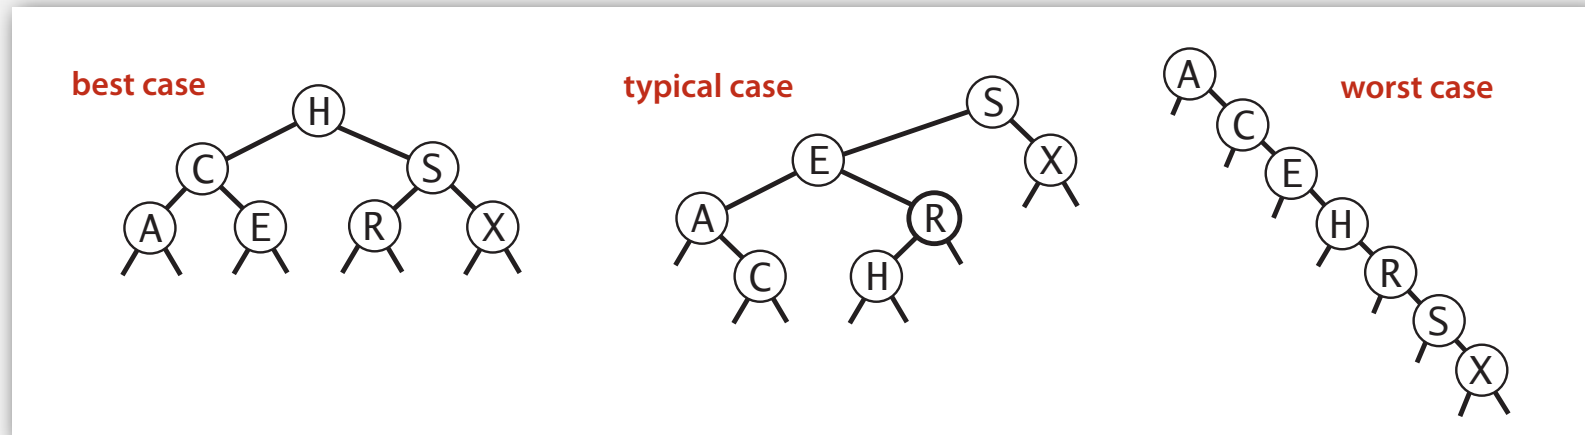 best case
H
C S
A E R X
typical case
S
E X
A R
C H
worst case
A
C
E
H
R
S
X